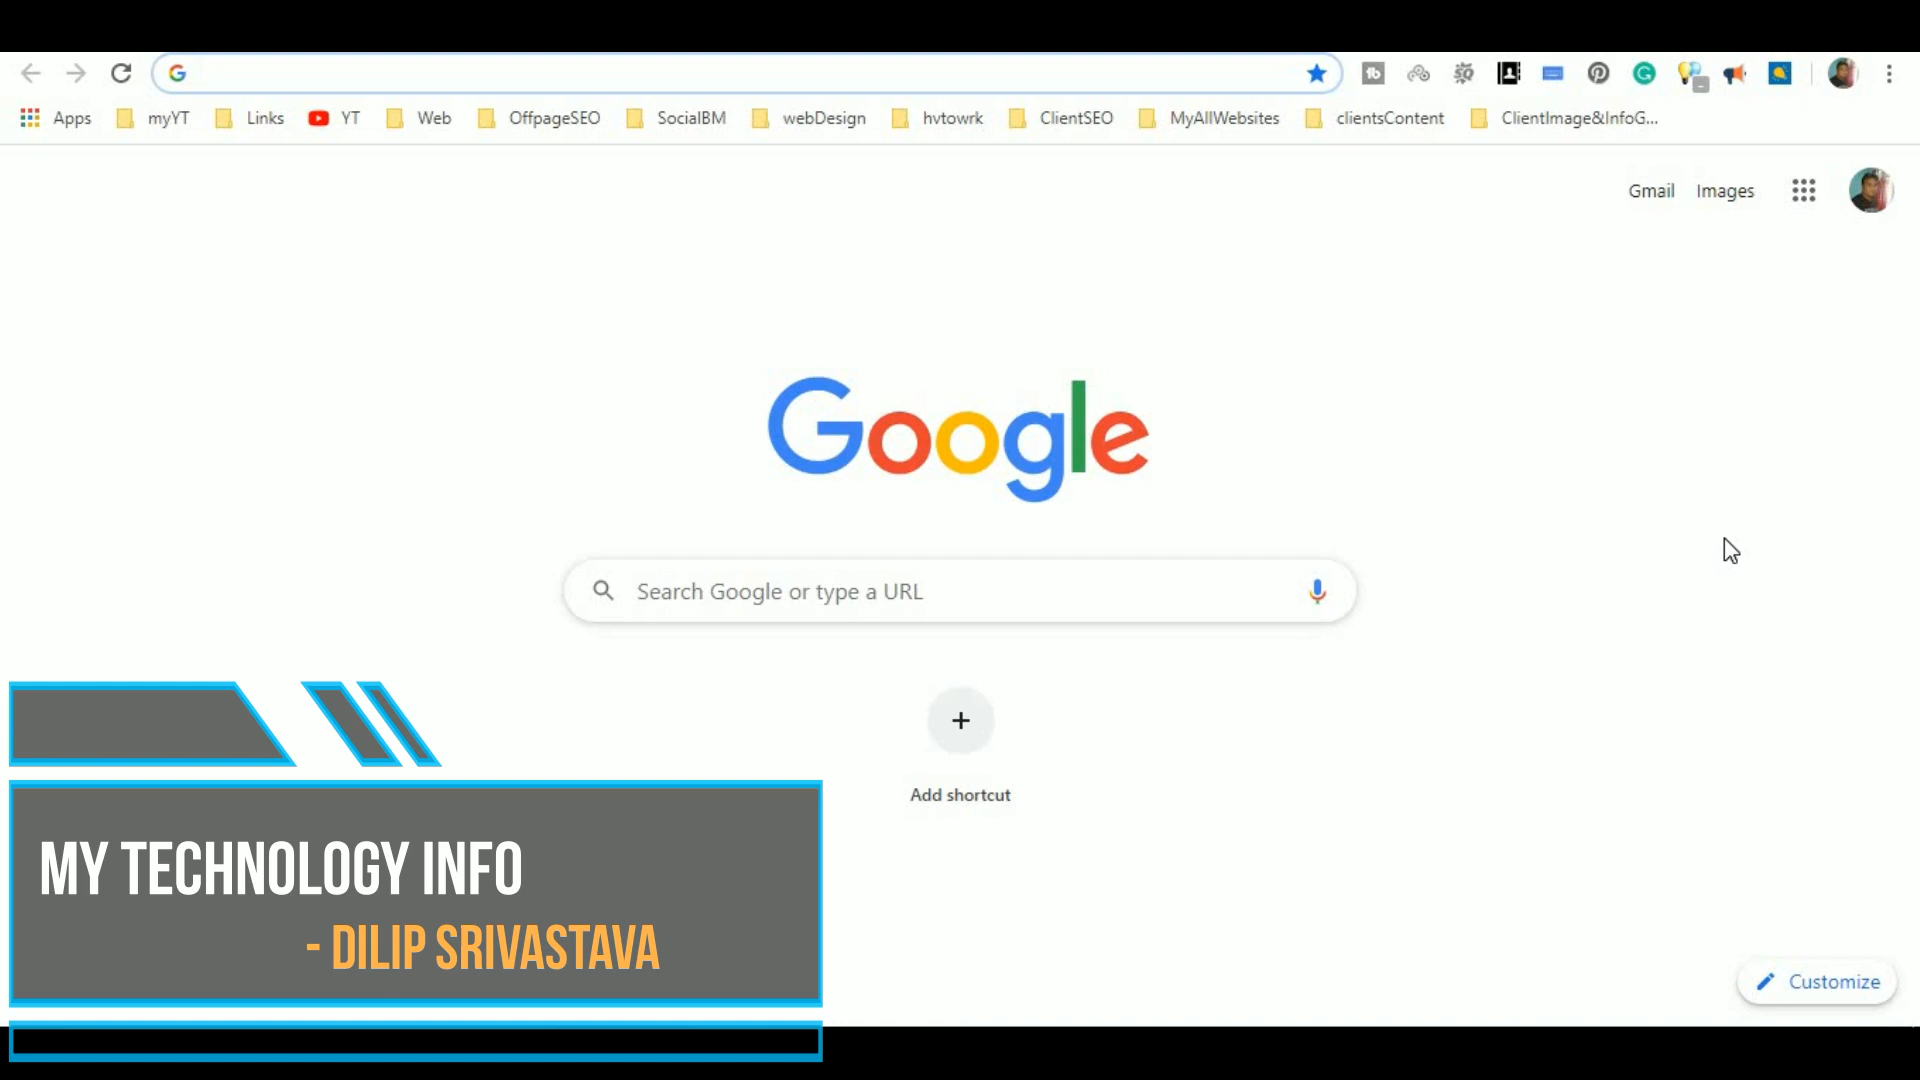 Apps myYT Links YT Web OffpageSEO SocialBM webDesign hvtowrk ClientSEO MyAllWebsites clientsContent ClientImage&InfoG...
Gmail Images
Google
Search Google or type a URL
Add shortcut
MY TECHNOLOGY INFO
- DILIP SRIVASTAVA
Customize